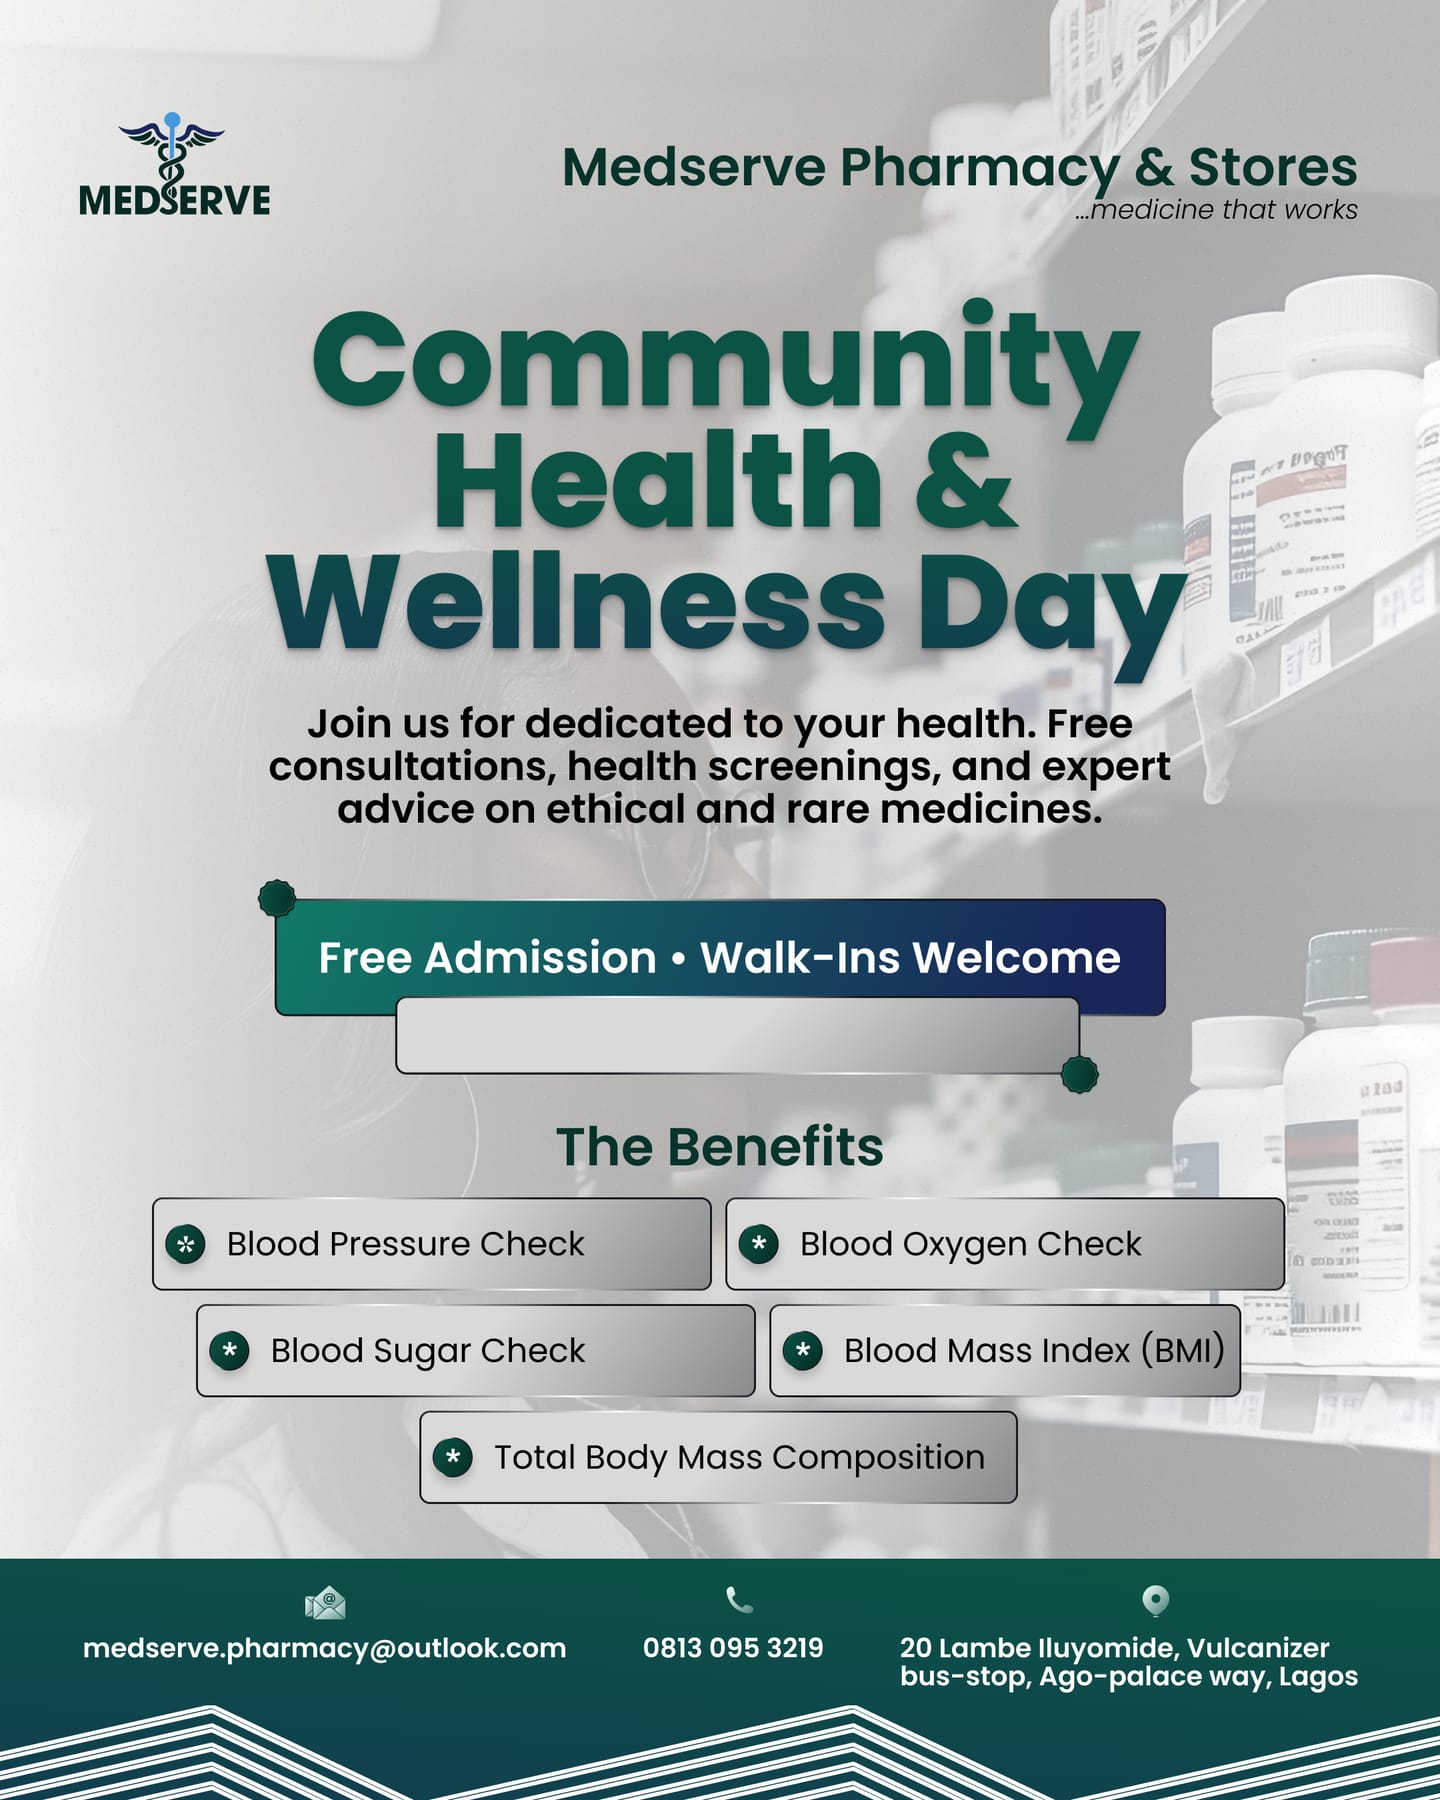 MEDSERVE
Medserve Pharmacy & Stores
...medicine that works
Community
Health &
Wellness Day
Join us for dedicated to your health. Free
consultations, health screenings, and expert
advice on ethical and rare medicines.
Free Admission • Walk-Ins Welcome
The Benefits
* Blood Pressure Check
* Blood Oxygen Check
* Blood Sugar Check
* Blood Mass Index (BMI)
* Total Body Mass Composition
medserve.pharmacy@outlook.com
0813 095 3219
20 Lambe Iluyomide, Vulcanizer
bus-stop, Ago-palace way, Lagos